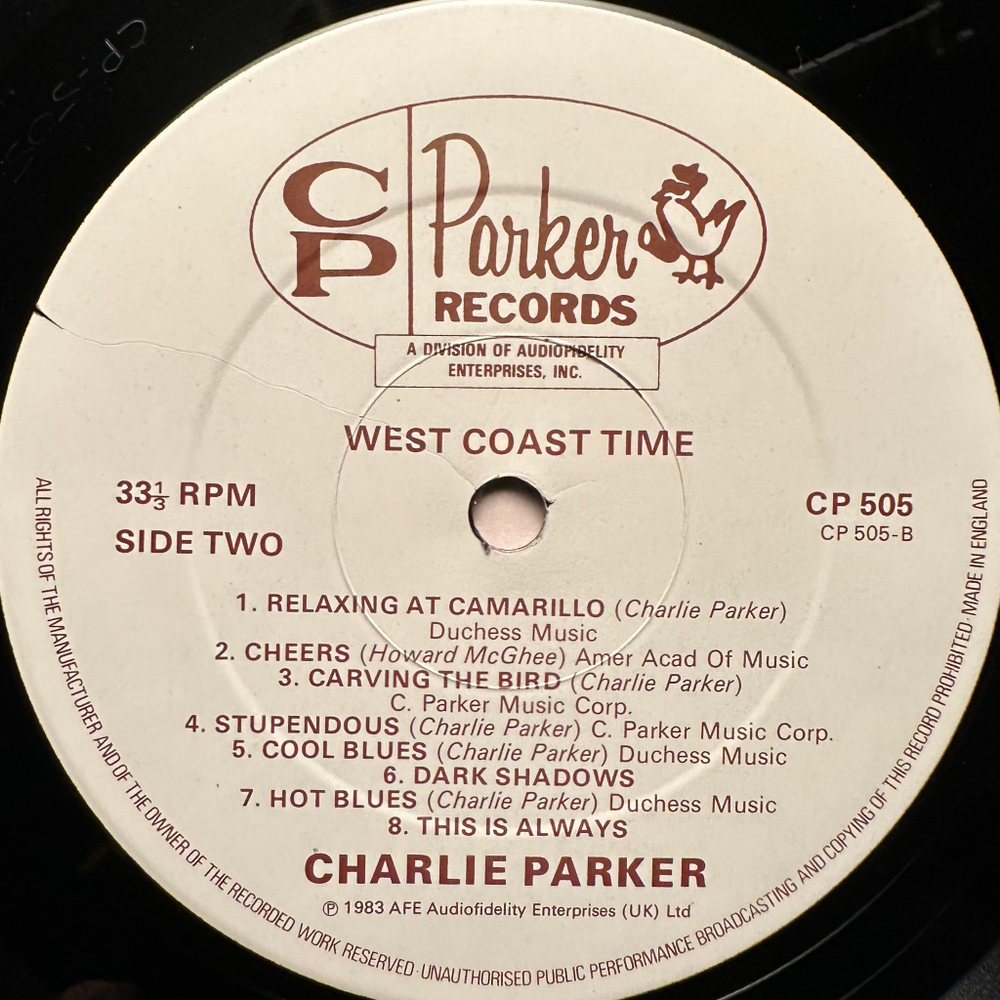 CP-505
CP
Parker
RECORDS
A DIVISION OF AUDIOFIDELITY
ENTERPRISES, INC.
WEST COAST TIME
33⅓ RPM
SIDE TWO
CP 505
CP 505-B
1. RELAXING AT CAMARILLO (Charlie Parker)
Duchess Music
2. CHEERS (Howard McGhee) Amer Acad Of Music
3. CARVING THE BIRD (Charlie Parker)
C. Parker Music Corp.
4. STUPENDOUS (Charlie Parker) C. Parker Music Corp.
5. COOL BLUES (Charlie Parker) Duchess Music
6. DARK SHADOWS
7. HOT BLUES (Charlie Parker) Duchess Music
8. THIS IS ALWAYS
CHARLIE PARKER
℗ 1983 AFE Audiofidelity Enterprises (UK) Ltd
ALL RIGHTS OF THE MANUFACTURER AND OF THE OWNER OF THE RECORDED WORK RESERVED · UNAUTHORISED PUBLIC PERFORMANCE BROADCASTING AND COPYING OF THIS RECORD PROHIBITED · MADE IN ENGLAND